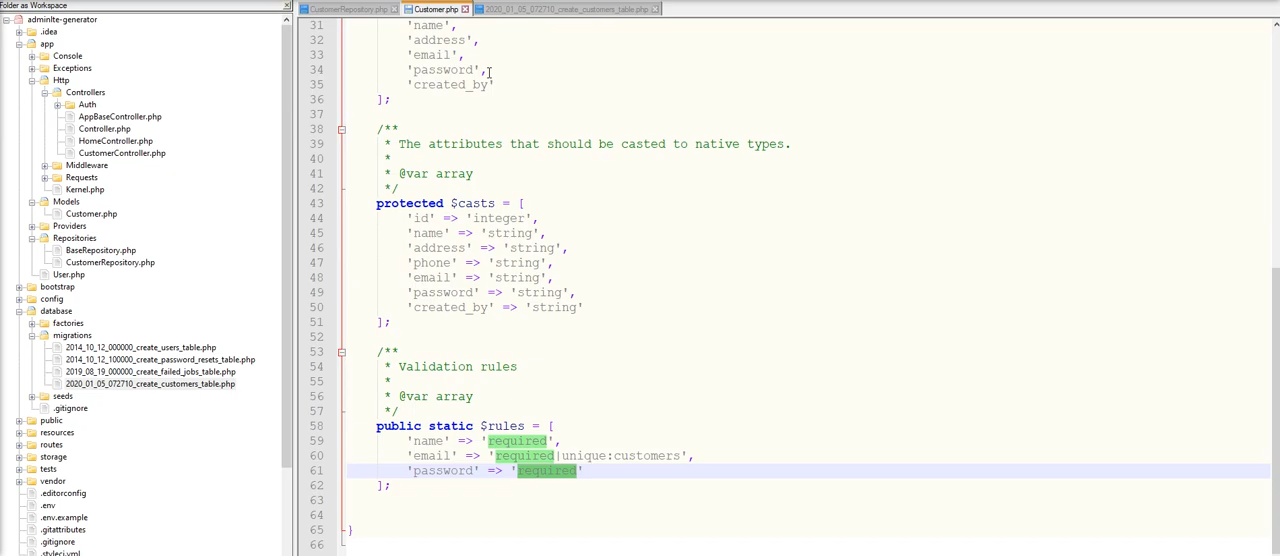 Folder as Workspace
adminlte-generator
.idea
app
Console
Exceptions
Http
Controllers
Auth
AppBaseController.php
Controller.php
HomeController.php
CustomerController.php
Middleware
Requests
Kernel.php
Models
Customer.php
Providers
Repositories
BaseRepository.php
CustomerRepository.php
User.php
bootstrap
config
database
factories
migrations
2014_10_12_000000_create_users_table.php
2014_10_12_100000_create_password_resets_table.php
2019_08_19_000000_create_failed_jobs_table.php
2020_01_05_072710_create_customers_table.php
seeds
.gitignore
public
resources
routes
storage
tests
vendor
.editorconfig
.env
.env.example
.gitattributes
.gitignore
.styleci.yml
CustomerRepository.php Customer.php 2020_01_05_072710_create_customers_table.php
31 'name',
32 'address',
33 'email',
34 'password',
35 'created_by'
36 ];
37
38 /**
39 * The attributes that should be casted to native types.
40 *
41 * @var array
42 */
43 protected $casts = [
44 'id' => 'integer',
45 'name' => 'string',
46 'address' => 'string',
47 'phone' => 'string',
48 'email' => 'string',
49 'password' => 'string',
50 'created_by' => 'string'
51 ];
52
53 /**
54 * Validation rules
55 *
56 * @var array
57 */
58 public static $rules = [
59 'name' => 'required',
60 'email' => 'required|unique:customers',
61 'password' => 'required'
62 ];
63
64
65 }
66